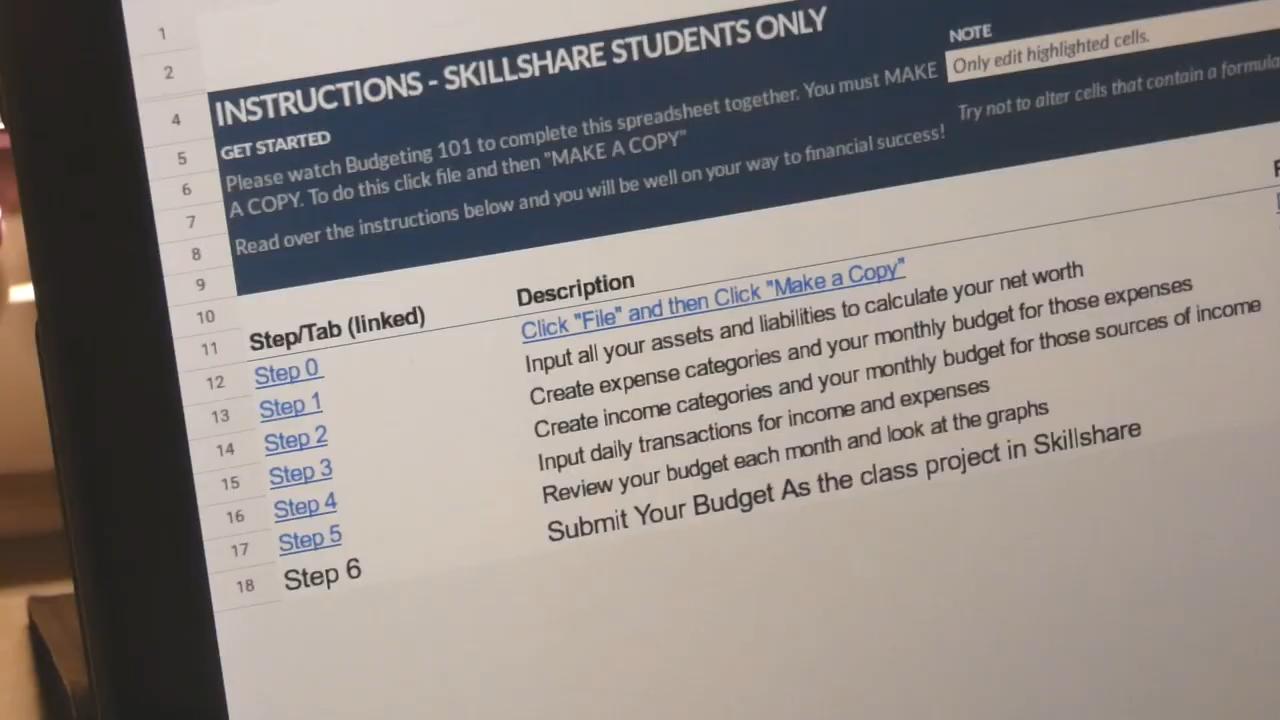 1
2
INSTRUCTIONS - SKILLSHARE STUDENTS ONLY
NOTE
4
GET STARTED
Only edit highlighted cells.
5
Please watch Budgeting 101 to complete this spreadsheet together. You must MAKE
6
A COPY. To do this click file and then "MAKE A COPY"
Try not to alter cells that contain a formula
7
Read over the instructions below and you will be well on your way to financial success!
8
9
10
Step/Tab (linked) Description
11
Step 0 Click "File" and then Click "Make a Copy"
12
Step 1 Input all your assets and liabilities to calculate your net worth
13
Step 2 Create expense categories and your monthly budget for those expenses
14
Step 3 Create income categories and your monthly budget for those sources of income
15
Step 4 Input daily transactions for income and expenses
16
Step 5 Review your budget each month and look at the graphs
17
Step 6 Submit Your Budget As the class project in Skillshare
18